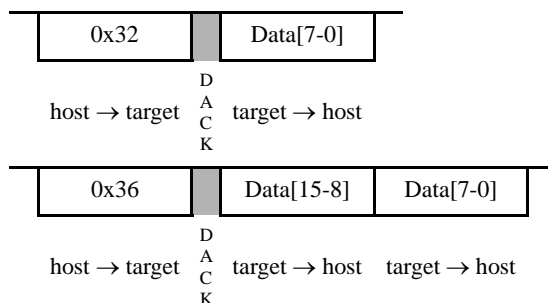 0x32 Data[7-0]
D
A
C
K
host → target target → host
0x36 Data[15-8] Data[7-0]
D
A
C
K
host → target target → host target → host